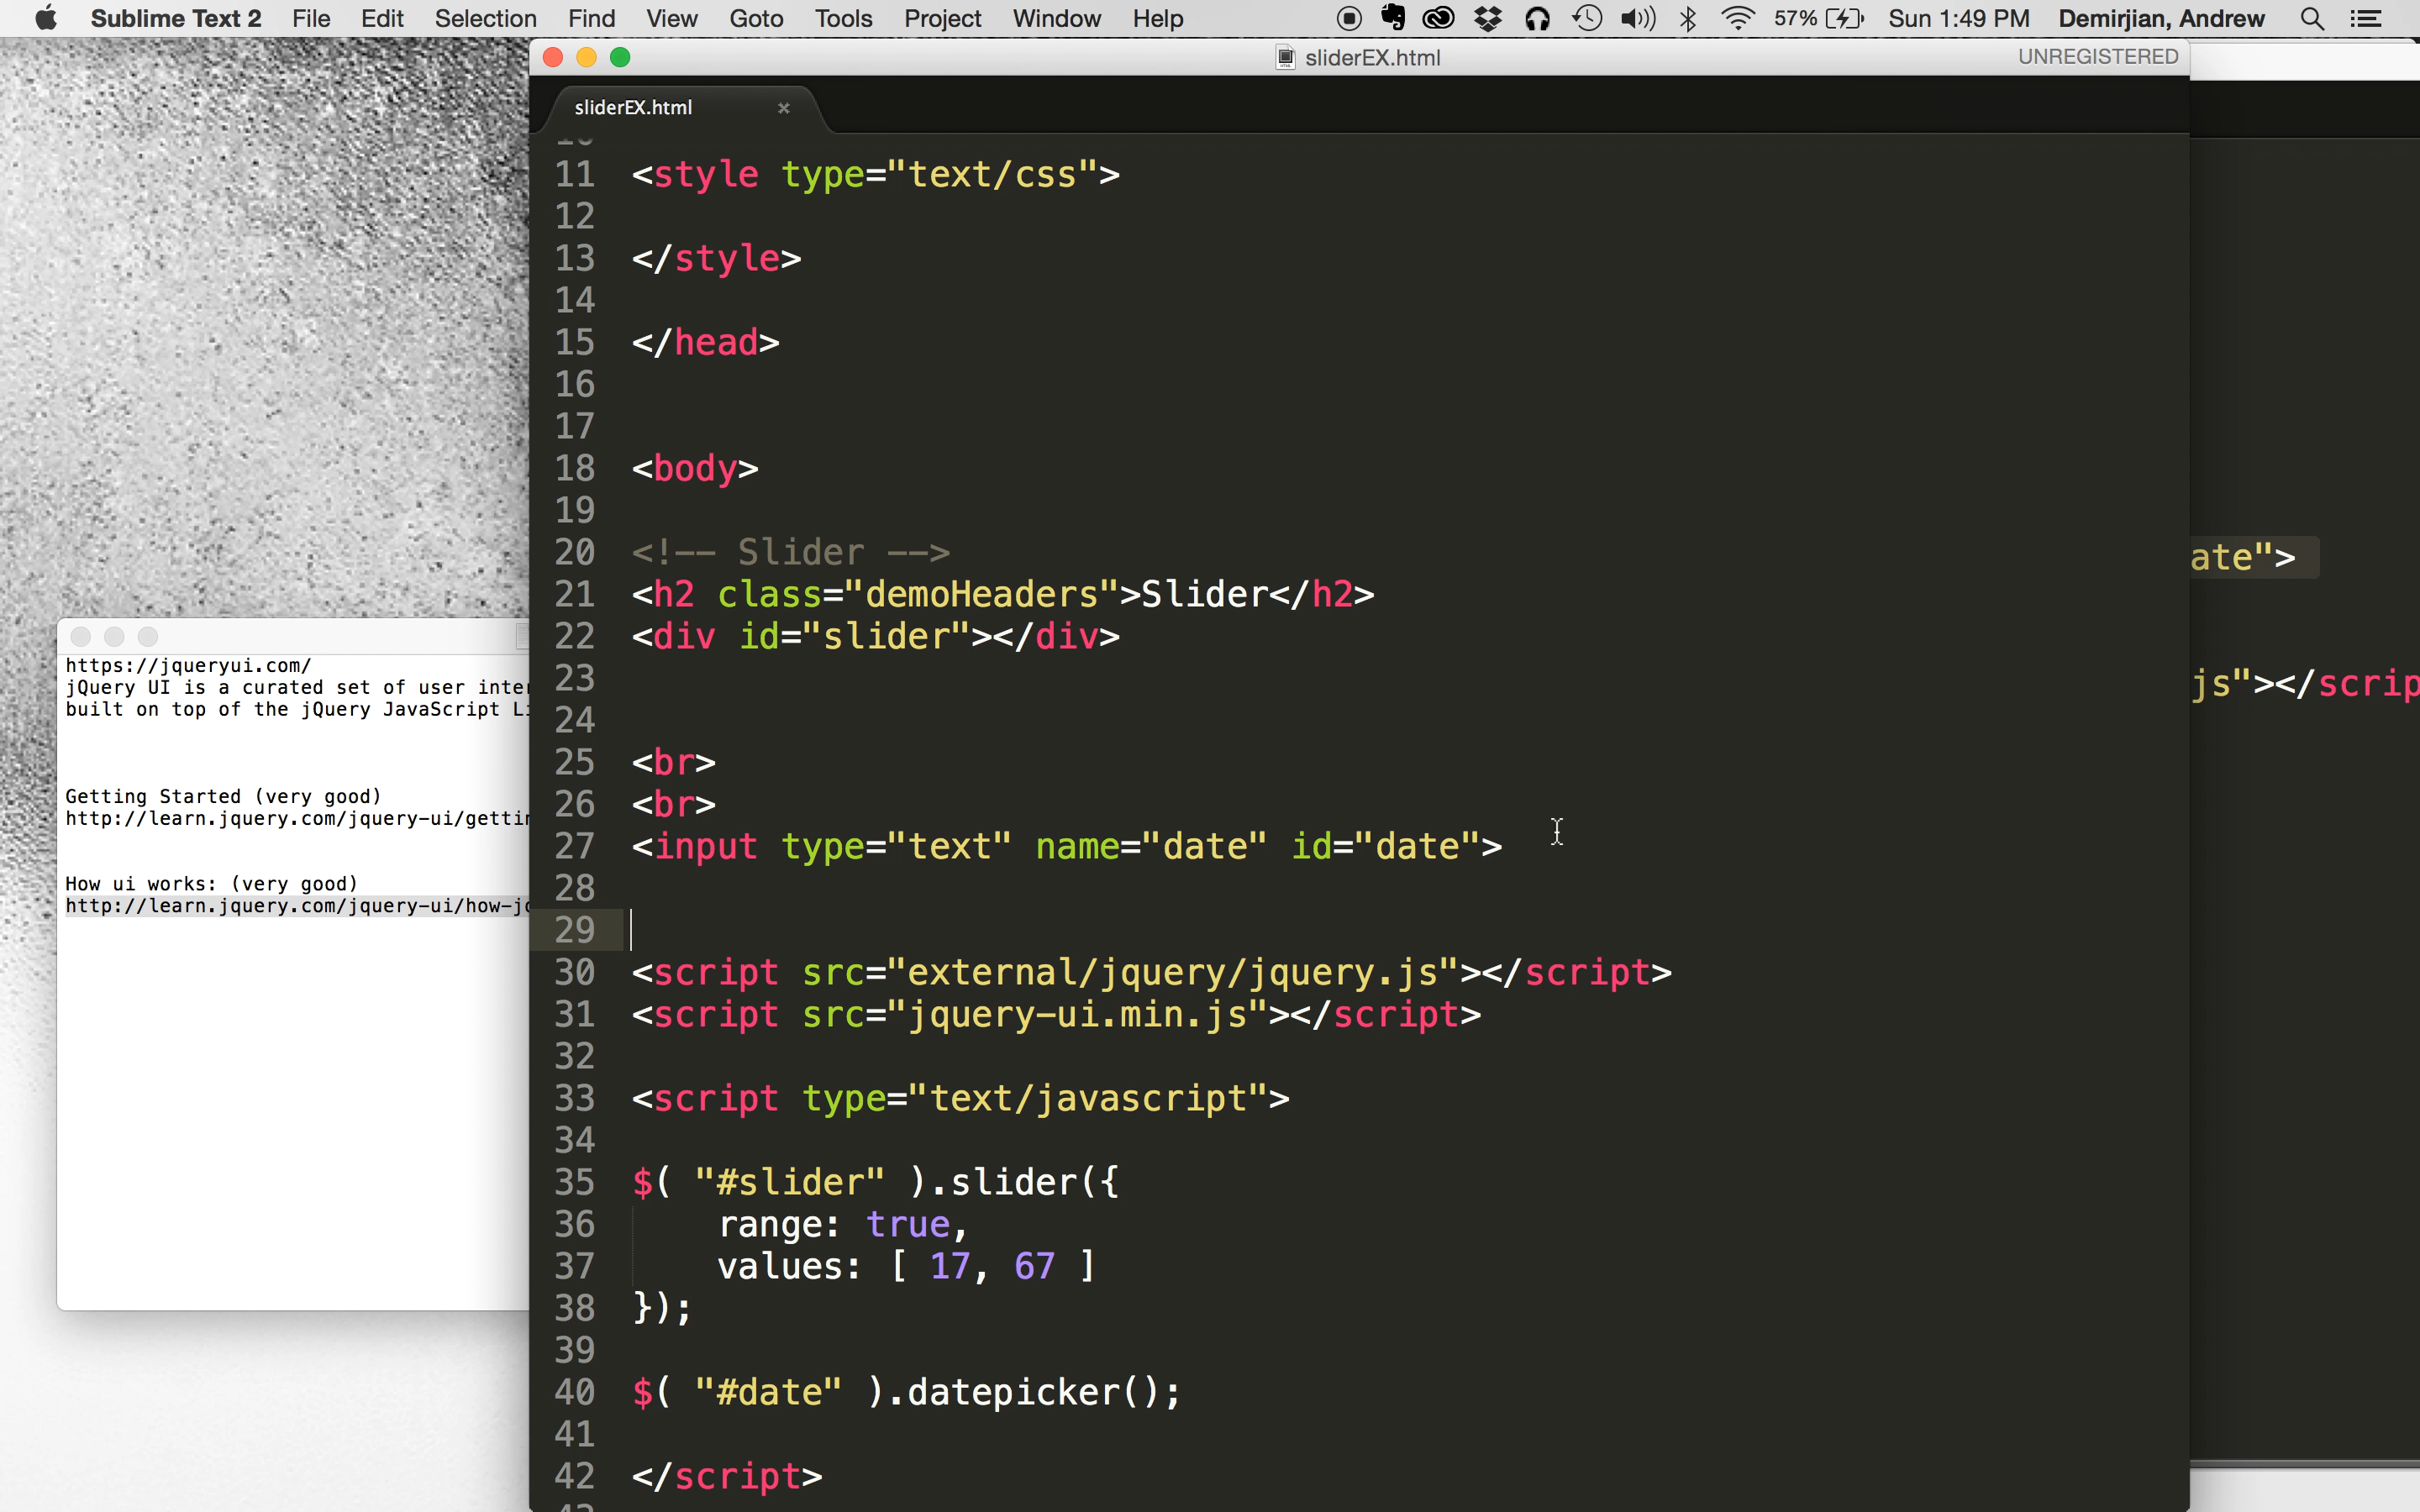 Sublime Text 2 File Edit Selection Find View Goto Tools Project Window Help 57% Sun 1:49 PM Demirjian, Andrew
sliderEX.html UNREGISTERED
sliderEX.html
11 <style type="text/css">
12
13 </style>
14
15 </head>
16
17
18 <body>
19
20 <!-- Slider -->
21 <h2 class="demoHeaders">Slider</h2>
22 <div id="slider"></div>
23
24
25 <br>
26 <br>
27 <input type="text" name="date" id="date">
28
29
30 <script src="external/jquery/jquery.js"></script>
31 <script src="jquery-ui.min.js"></script>
32
33 <script type="text/javascript">
34
35 $( "#slider" ).slider({
36 range: true,
37 values: [ 17, 67 ]
38 });
39
40 $( "#date" ).datepicker();
41
42 </script>
https://jqueryui.com/
jQuery UI is a curated set of user inter
built on top of the jQuery JavaScript Li
Getting Started (very good)
http://learn.jquery.com/jquery-ui/gettin
How ui works: (very good)
http://learn.jquery.com/jquery-ui/how-jq
ate">
js"></scrip